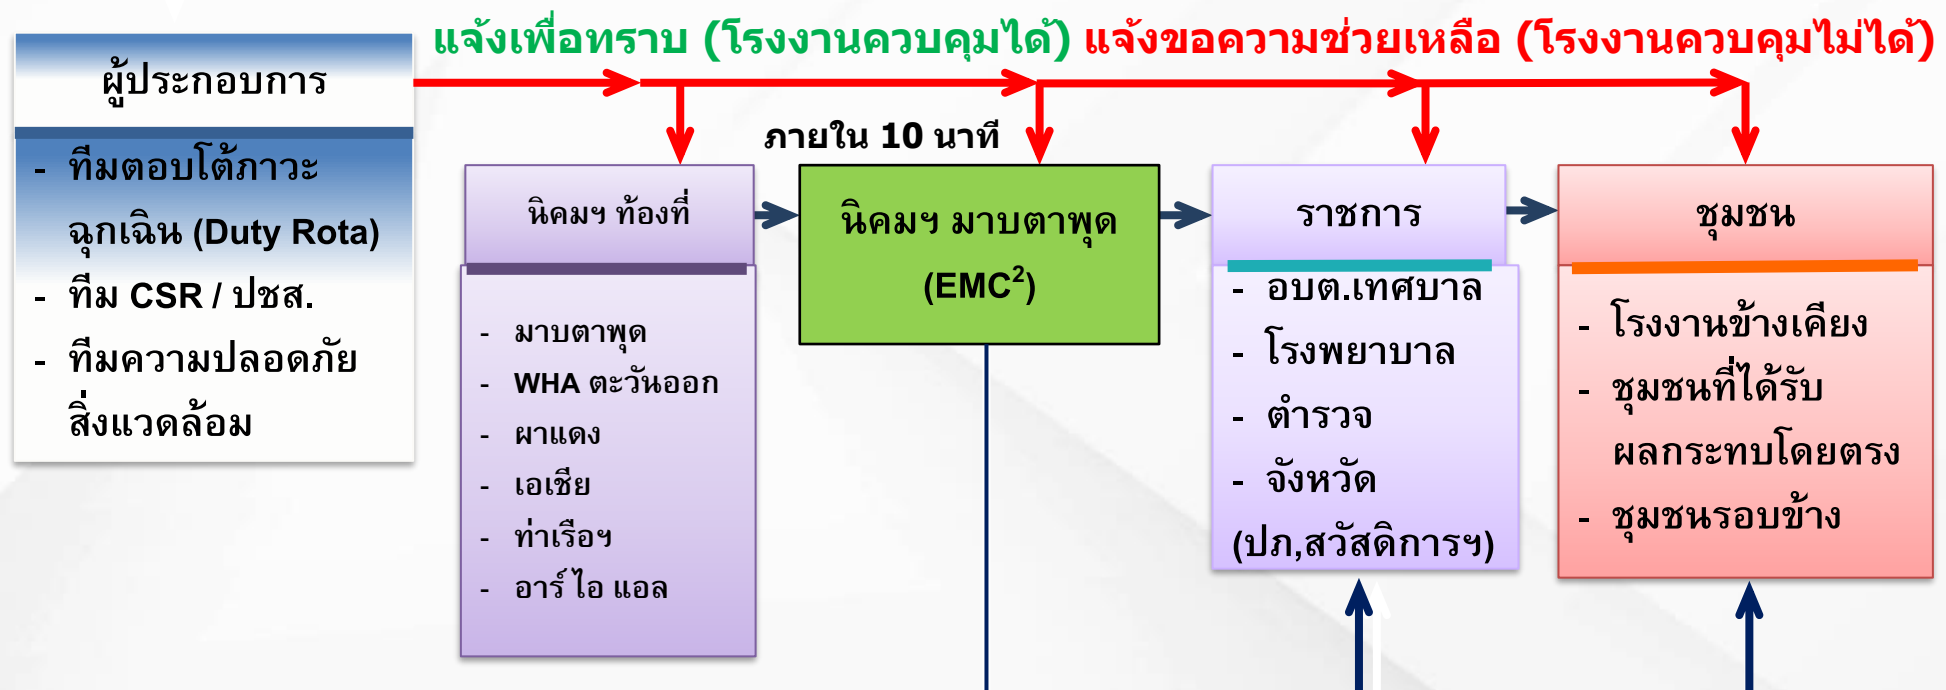 แจ้งเพื่อทราบ (โรงงานควบคุมได้) แจ้งขอความช่วยเหลือ (โรงงานควบคุมไม่ได้)
ผู้ประกอบการ
- ทีมตอบโต้ภาวะ
ฉุกเฉิน (Duty Rota)
- ทีม CSR / ปชส.
- ทีมความปลอดภัย
สิ่งแวดล้อม
ภายใน 10 นาที
นิคมฯ ท้องที่
- มาบตาพุด
- WHA ตะวันออก
- ผาแดง
- เอเชีย
- ท่าเรือฯ
- อาร์ ไอ แอล
นิคมฯ มาบตาพุด
(EMC²)
ราชการ
- อบต.เทศบาล
- โรงพยาบาล
- ตำรวจ
- จังหวัด
(ปภ,สวัสดิการฯ)
ชุมชน
- โรงงานข้างเคียง
- ชุมชนที่ได้รับ
ผลกระทบโดยตรง
- ชุมชนรอบข้าง